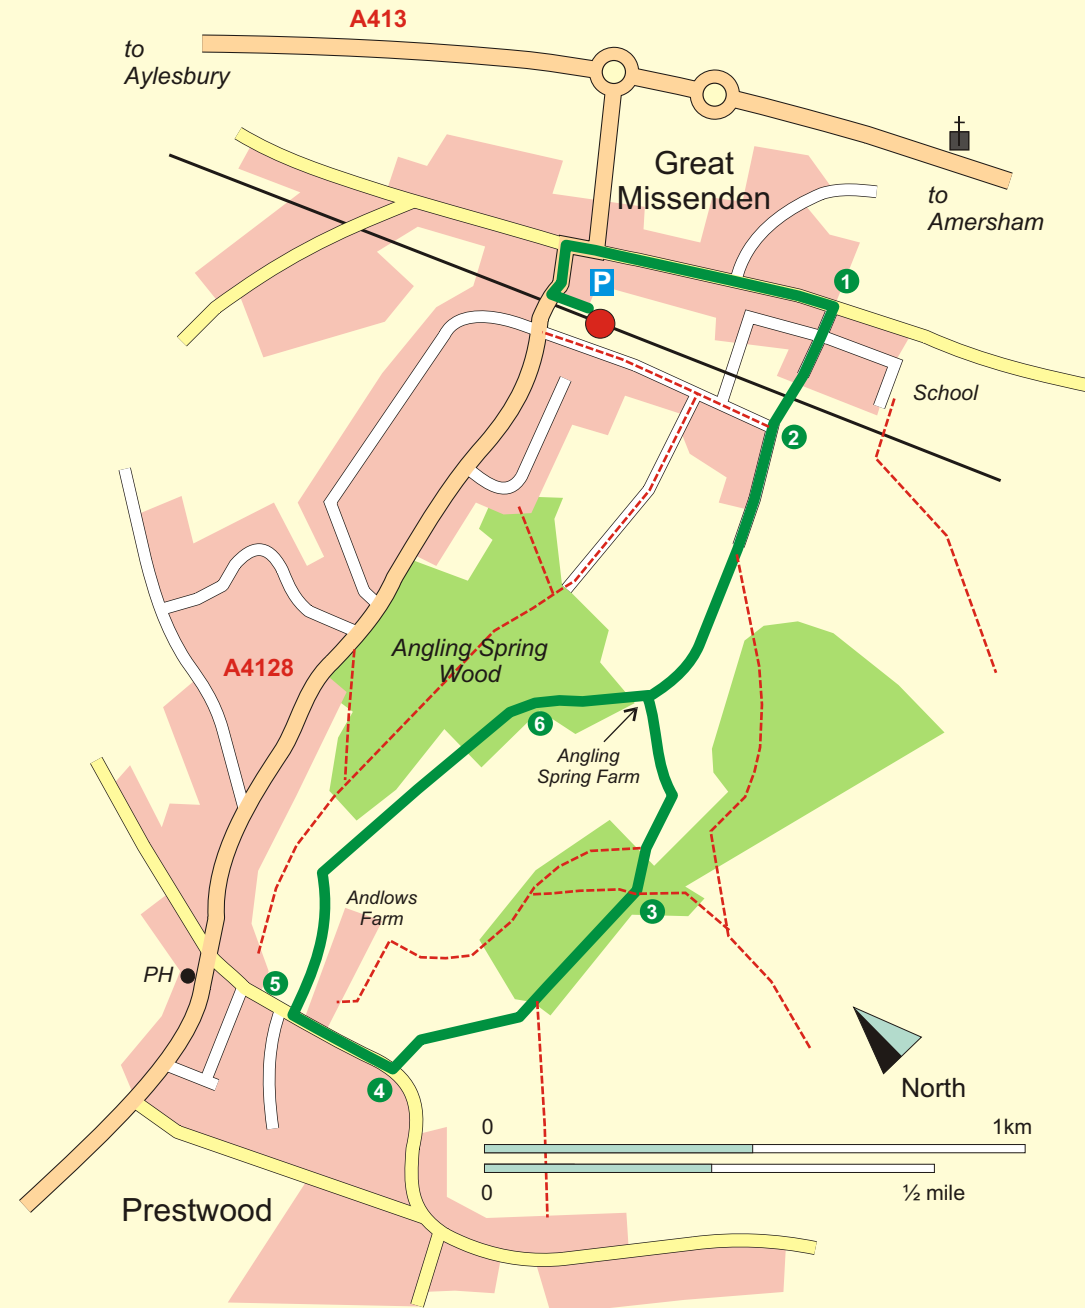 A413
to
Aylesbury
Great
Missenden
to
Amersham
P
1
School
2
Angling Spring
Wood
A4128
6
Angling
Spring Farm
Andlows
Farm
3
PH
5
4
North
0
1km
0
½ mile
Prestwood